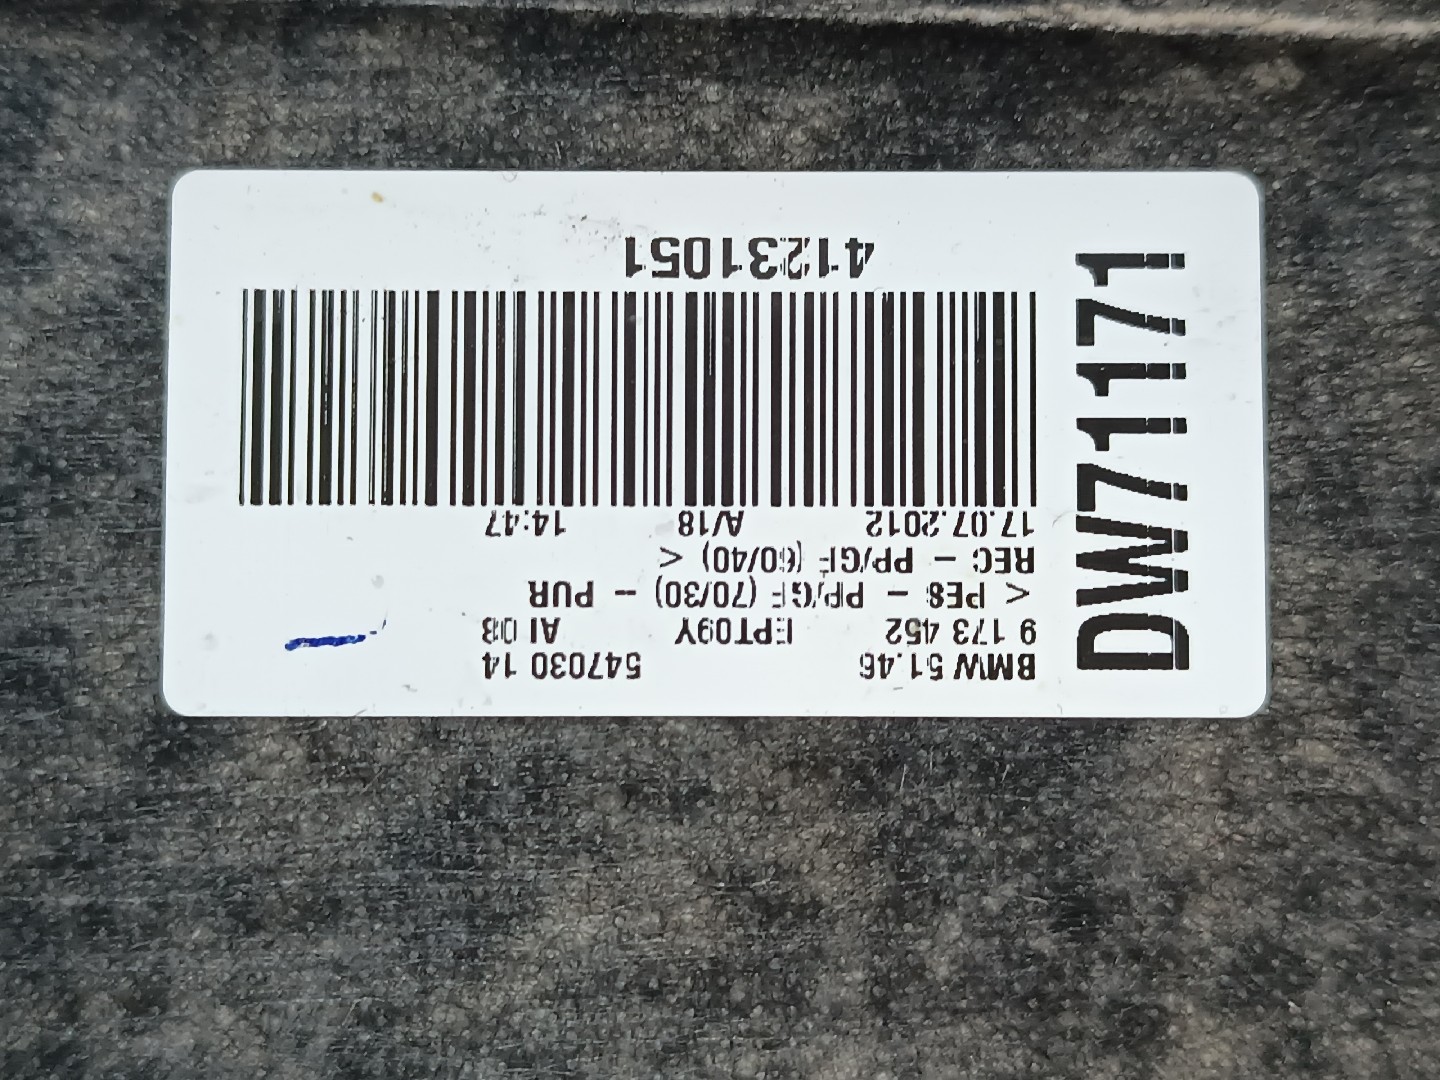 BMW 51.46 547030 14
9 173 452 EPT09Y AI 08
< PES - PP/GF (70/30) - PUR
REC - PP/GF (60/40) >
17.07.2012 A/18 14:47
41231051
DW71171